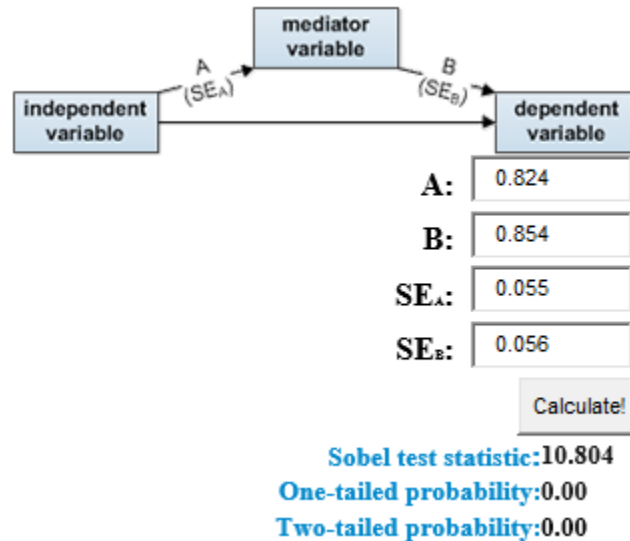 mediator
variable
A
(SEA)
B
(SEB)
independent
variable
dependent
variable
A: 0.824
B: 0.854
SEA: 0.055
SEB: 0.056
Calculate!
Sobel test statistic:10.804
One-tailed probability:0.00
Two-tailed probability:0.00